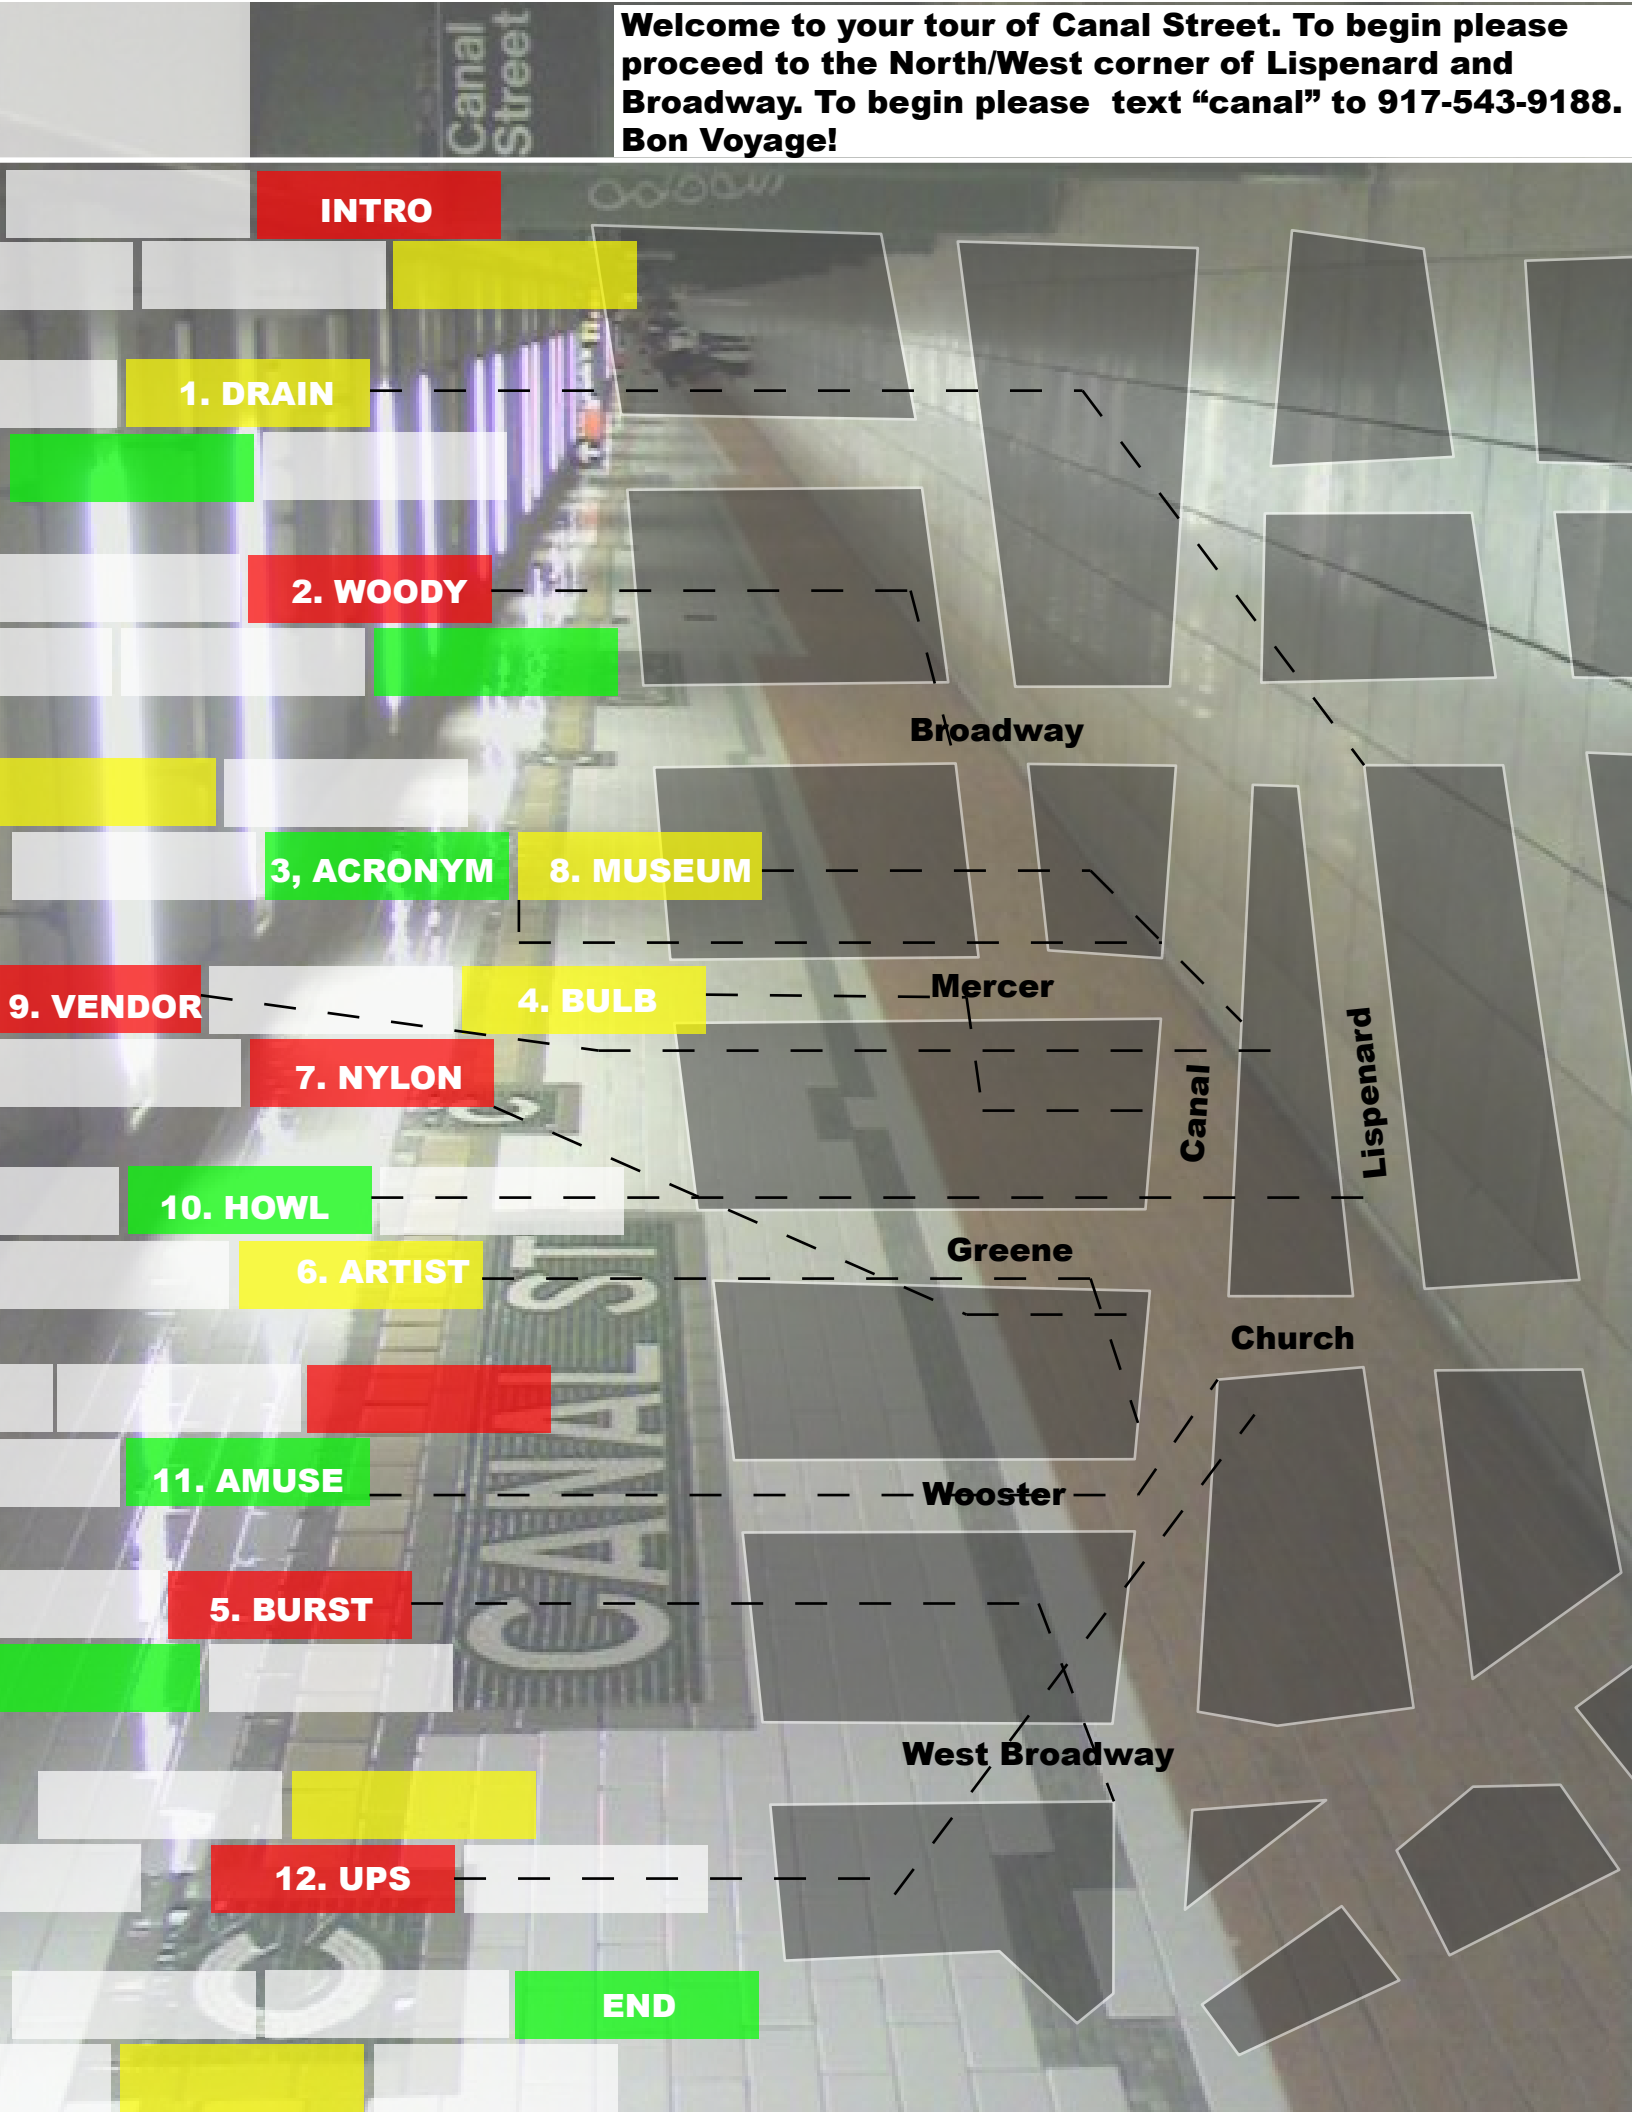 Canal
Street
Welcome to your tour of Canal Street. To begin please
proceed to the North/West corner of Lispenard and
Broadway. To begin please  text “canal” to 917-543-9188.
Bon Voyage!
INTRO
1. DRAIN
2. WOODY
Broadway
3, ACRONYM
8. MUSEUM
Mercer
9. VENDOR
4. BULB
7. NYLON
Canal
Lispenard
10. HOWL
Greene
6. ARTIST
Church
11. AMUSE
Wooster
5. BURST
CANAL ST
West Broadway
12. UPS
C
END